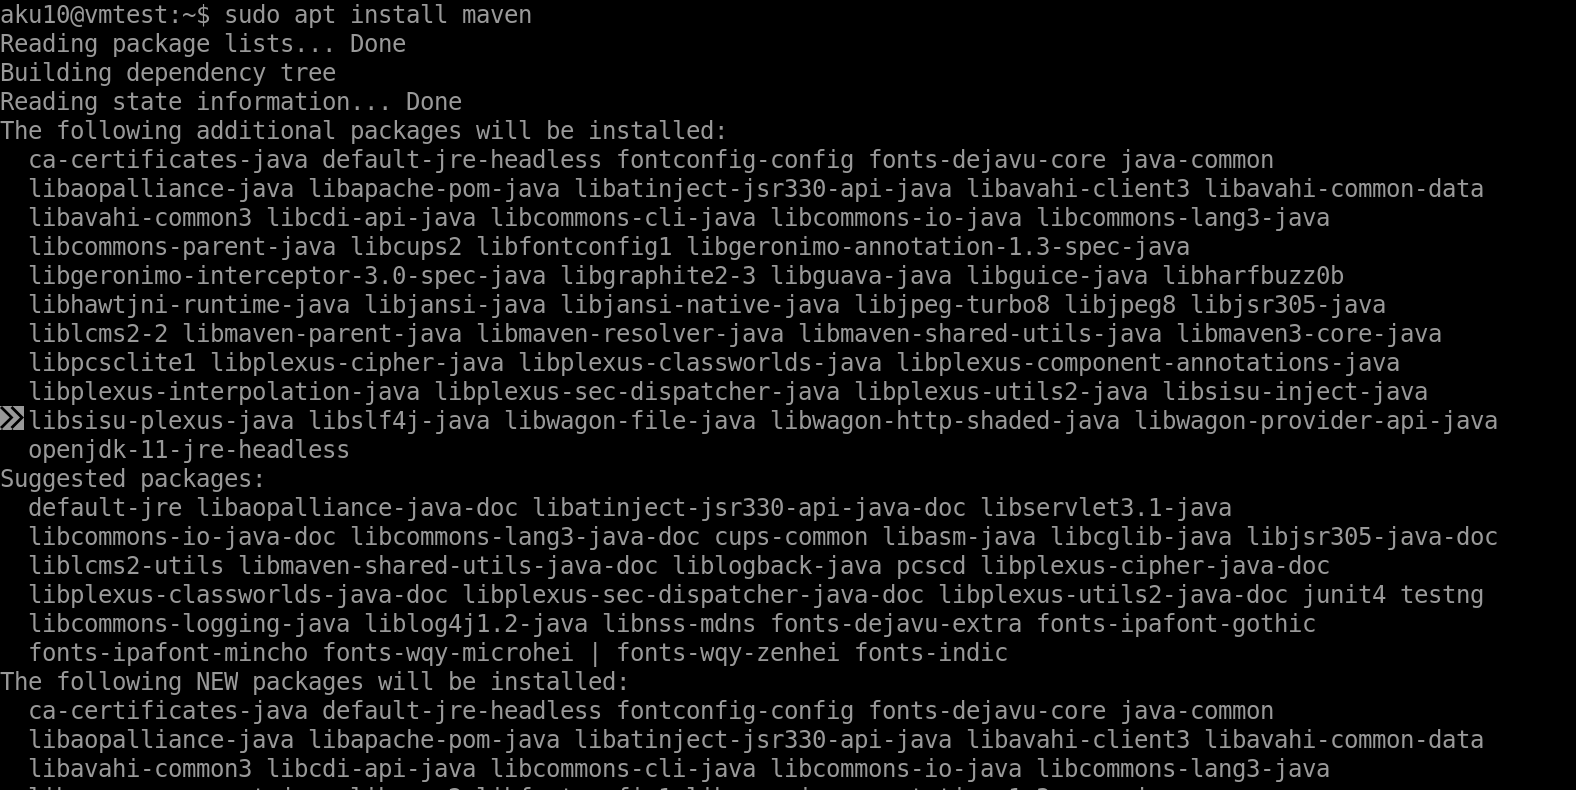 aku10@vmtest:~$ sudo apt install maven
Reading package lists... Done
Building dependency tree
Reading state information... Done
The following additional packages will be installed:
  ca-certificates-java default-jre-headless fontconfig-config fonts-dejavu-core java-common
  libaopalliance-java libapache-pom-java libatinject-jsr330-api-java libavahi-client3 libavahi-common-data
  libavahi-common3 libcdi-api-java libcommons-cli-java libcommons-io-java libcommons-lang3-java
  libcommons-parent-java libcups2 libfontconfig1 libgeronimo-annotation-1.3-spec-java
  libgeronimo-interceptor-3.0-spec-java libgraphite2-3 libguava-java libguice-java libharfbuzz0b
  libhawtjni-runtime-java libjansi-java libjansi-native-java libjpeg-turbo8 libjpeg8 libjsr305-java
  liblcms2-2 libmaven-parent-java libmaven-resolver-java libmaven-shared-utils-java libmaven3-core-java
  libpcsclite1 libplexus-cipher-java libplexus-classworlds-java libplexus-component-annotations-java
  libplexus-interpolation-java libplexus-sec-dispatcher-java libplexus-utils2-java libsisu-inject-java
  libsisu-plexus-java libslf4j-java libwagon-file-java libwagon-http-shaded-java libwagon-provider-api-java
  openjdk-11-jre-headless
Suggested packages:
  default-jre libaopalliance-java-doc libatinject-jsr330-api-java-doc libservlet3.1-java
  libcommons-io-java-doc libcommons-lang3-java-doc cups-common libasm-java libcglib-java libjsr305-java-doc
  liblcms2-utils libmaven-shared-utils-java-doc liblogback-java pcscd libplexus-cipher-java-doc
  libplexus-classworlds-java-doc libplexus-sec-dispatcher-java-doc libplexus-utils2-java-doc junit4 testng
  libcommons-logging-java liblog4j1.2-java libnss-mdns fonts-dejavu-extra fonts-ipafont-gothic
  fonts-ipafont-mincho fonts-wqy-microhei | fonts-wqy-zenhei fonts-indic
The following NEW packages will be installed:
  ca-certificates-java default-jre-headless fontconfig-config fonts-dejavu-core java-common
  libaopalliance-java libapache-pom-java libatinject-jsr330-api-java libavahi-client3 libavahi-common-data
  libavahi-common3 libcdi-api-java libcommons-cli-java libcommons-io-java libcommons-lang3-java